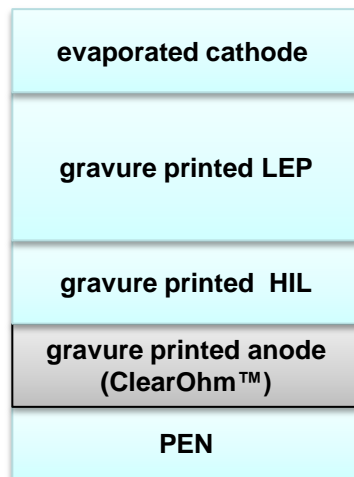 evaporated cathode
gravure printed LEP
gravure printed HIL
gravure printed anode
(ClearOhm™)
PEN